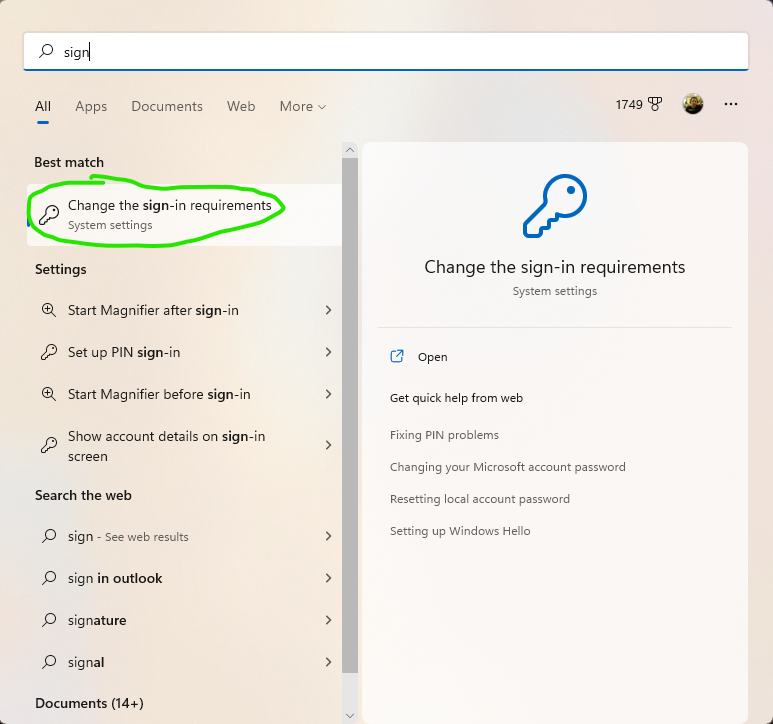 sign
All Apps Documents Web More 1749
Best match
Change the sign-in requirements
System settings
Settings
Start Magnifier after sign-in
Set up PIN sign-in
Start Magnifier before sign-in
Show account details on sign-in
screen
Search the web
sign - See web results
sign in outlook
signature
signal
Documents (14+)
Change the sign-in requirements
System settings
Open
Get quick help from web
Fixing PIN problems
Changing your Microsoft account password
Resetting local account password
Setting up Windows Hello